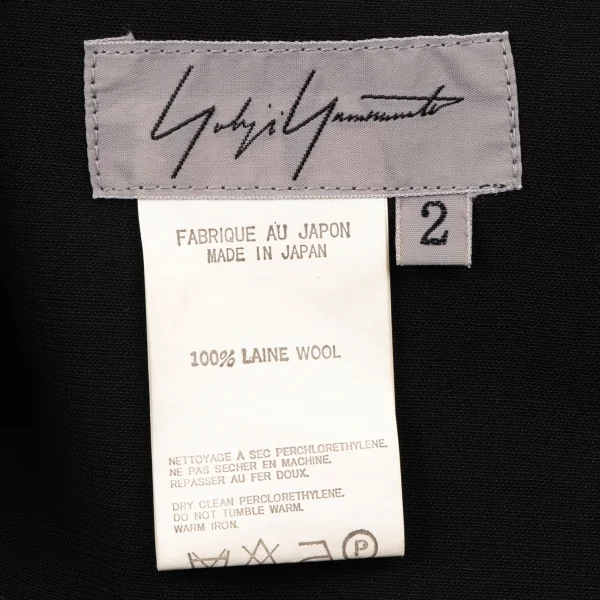 Yohji Yamamoto
2
FABRIQUE AU JAPON
MADE IN JAPAN
100% LAINE WOOL
NETTOYAGE A SEC PERCHLORETHYLENE.
NE PAS SECHER EN MACHINE.
REPASSER AU FER DOUX.
DRY CLEAN PERCLORETHYLENE.
DO NOT TUMBLE WARM.
WARM IRON.
P